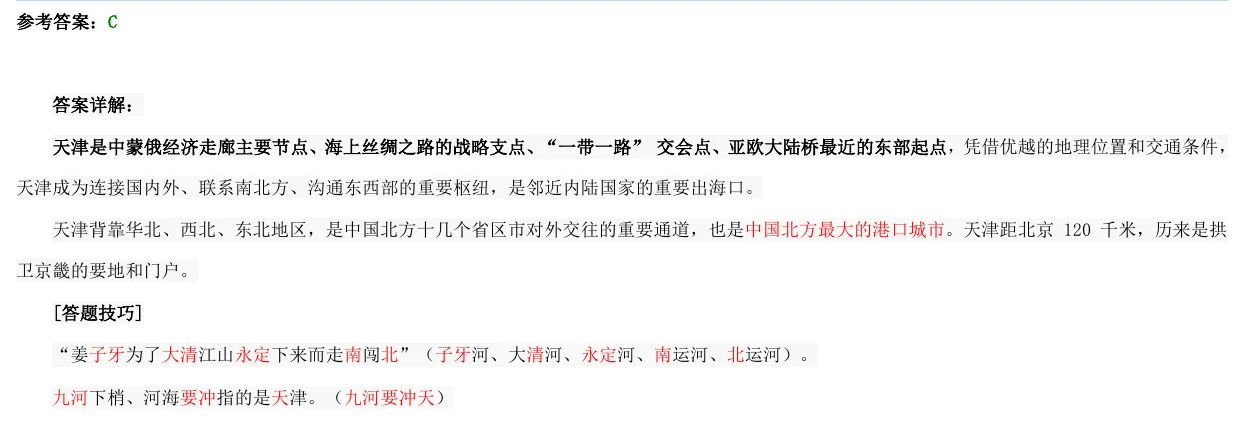 参考答案：C
答案详解：
天津是中蒙俄经济走廊主要节点、海上丝绸之路的战略支点、“一带一路” 交会点、亚欧大陆桥最近的东部起点，凭借优越的地理位置和交通条件，
天津成为连接国内外、联系南北方、沟通东西部的重要枢纽，是邻近内陆国家的重要出海口。
天津背靠华北、西北、东北地区，是中国北方十几个省区市对外交往的重要通道，也是中国北方最大的港口城市。天津距北京 120 千米，历来是拱
卫京畿的要地和门户。
[答题技巧]
“姜子牙为了大清江山永定下来而走南闯北”（子牙河、大清河、永定河、南运河、北运河）。
九河下梢、河海要冲指的是天津。（九河要冲天）